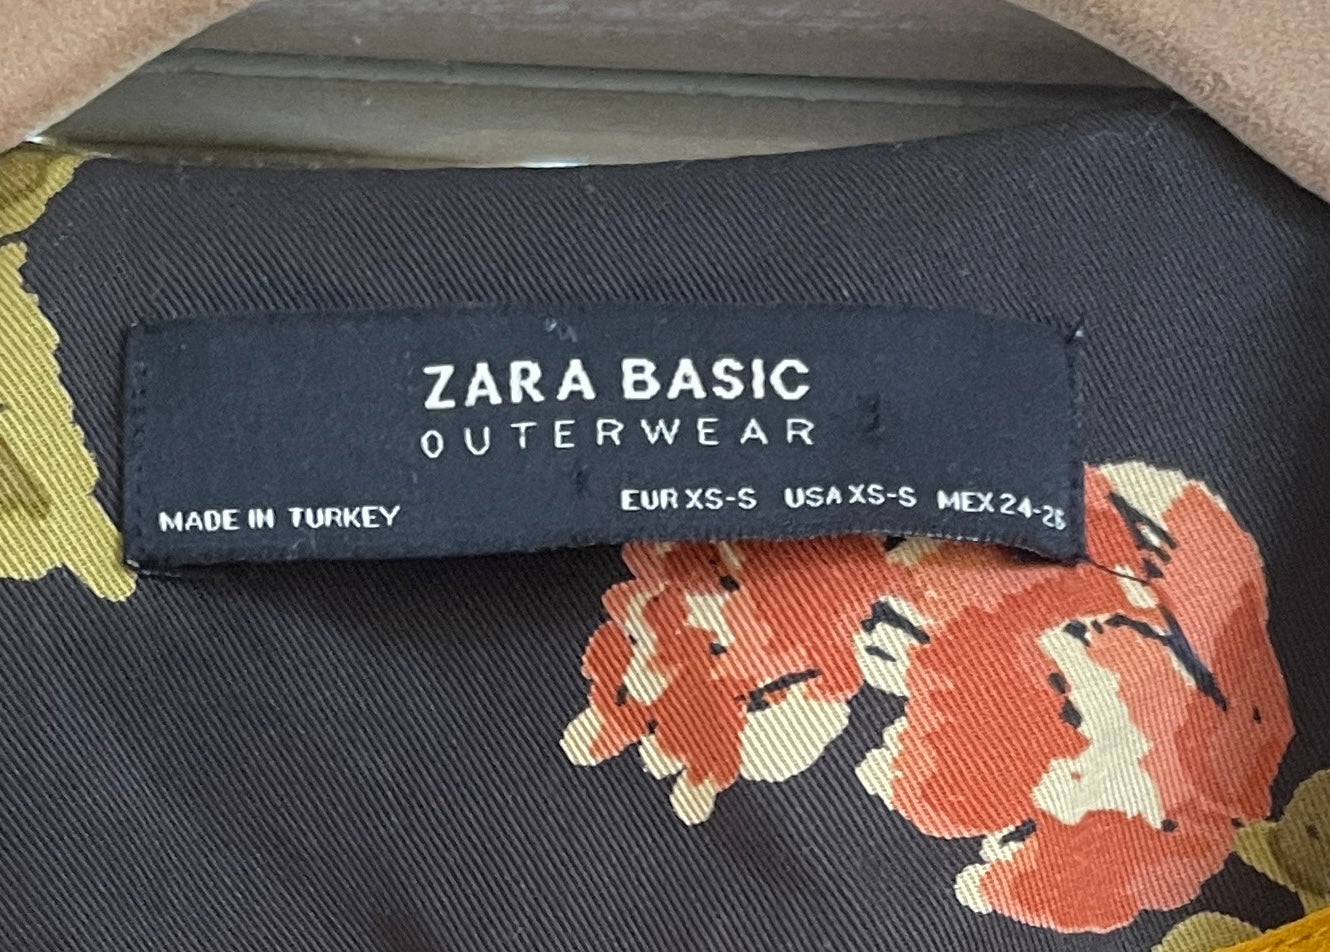 ZARA BASIC
OUTERWEAR
MADE IN TURKEY EUR XS-S USA XS-S MEX 24-26